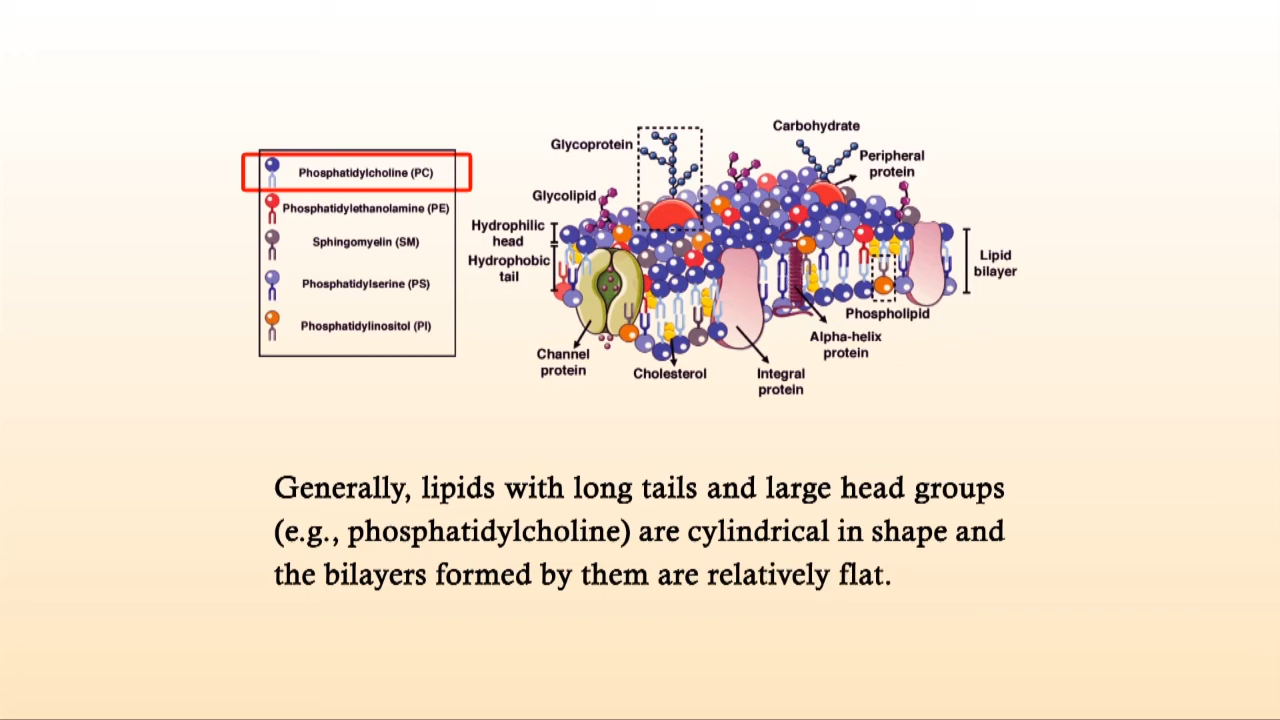 Phosphatidylcholine (PC)
Phosphatidylethanolamine (PE)
Sphingomyelin (SM)
Phosphatidylserine (PS)
Phosphatidylinositol (PI)
Glycoprotein
Carbohydrate
Peripheral
protein
Glycolipid
Hydrophilic
head
Hydrophobic
tail
Lipid
bilayer
Phospholipid
Alpha-helix
protein
Channel
protein
Cholesterol
Integral
protein
Generally, lipids with long tails and large head groups
(e.g., phosphatidylcholine) are cylindrical in shape and
the bilayers formed by them are relatively flat.